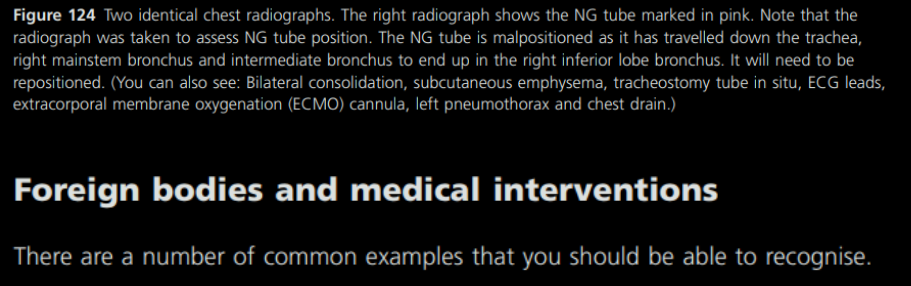 Figure 124 Two identical chest radiographs. The right radiograph shows the NG tube marked in pink. Note that the
radiograph was taken to assess NG tube position. The NG tube is malpositioned as it has travelled down the trachea,
right mainstem bronchus and intermediate bronchus to end up in the right inferior lobe bronchus. It will need to be
repositioned. (You can also see: Bilateral consolidation, subcutaneous emphysema, tracheostomy tube in situ, ECG leads,
extracorporal membrane oxygenation (ECMO) cannula, left pneumothorax and chest drain.)
Foreign bodies and medical interventions
There are a number of common examples that you should be able to recognise.